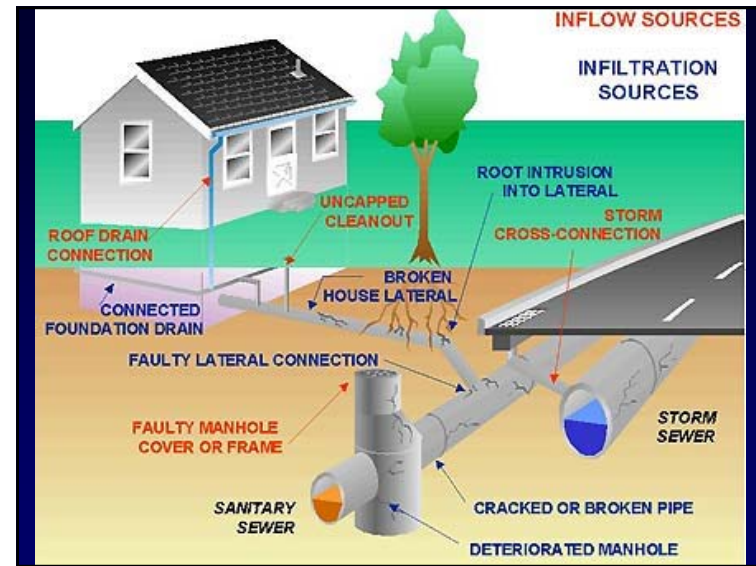 INFLOW SOURCES
INFILTRATION
SOURCES
ROOT INTRUSION
INTO LATERAL
UNCAPPED
CLEANOUT
STORM
CROSS-CONNECTION
ROOF DRAIN
CONNECTION
BROKEN
HOUSE LATERAL
CONNECTED
FOUNDATION DRAIN
FAULTY LATERAL CONNECTION
FAULTY MANHOLE
COVER OR FRAME
STORM
SEWER
SANITARY
SEWER
CRACKED OR BROKEN PIPE
DETERIORATED MANHOLE